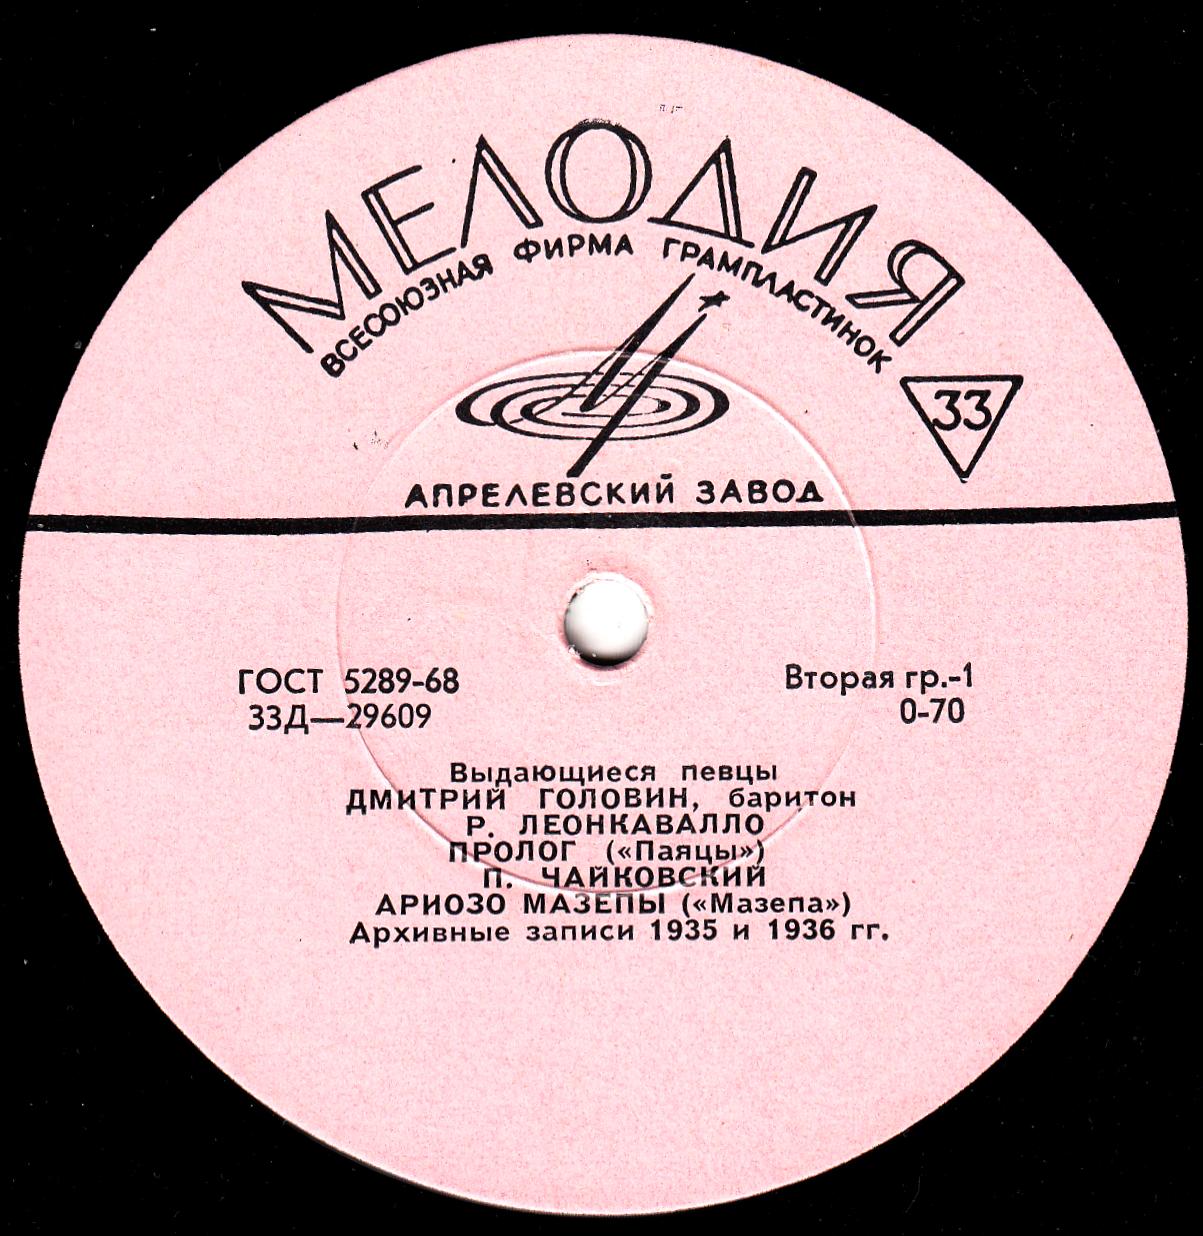 МЕЛОДИЯ
ВСЕСОЮЗНАЯ ФИРМА ГРАМПЛАСТИНОК
33
АПРЕЛЕВСКИЙ ЗАВОД
ГОСТ 5289-68
Вторая гр.-1
33Д—29609
0-70
Выдающиеся певцы
ДМИТРИЙ ГОЛОВИН, баритон
Р. ЛЕОНКАВАЛЛО
ПРОЛОГ («Паяцы»)
П. ЧАЙКОВСКИЙ
АРИОЗО МАЗЕПЫ («Мазепа»)
Архивные записи 1935 и 1936 гг.